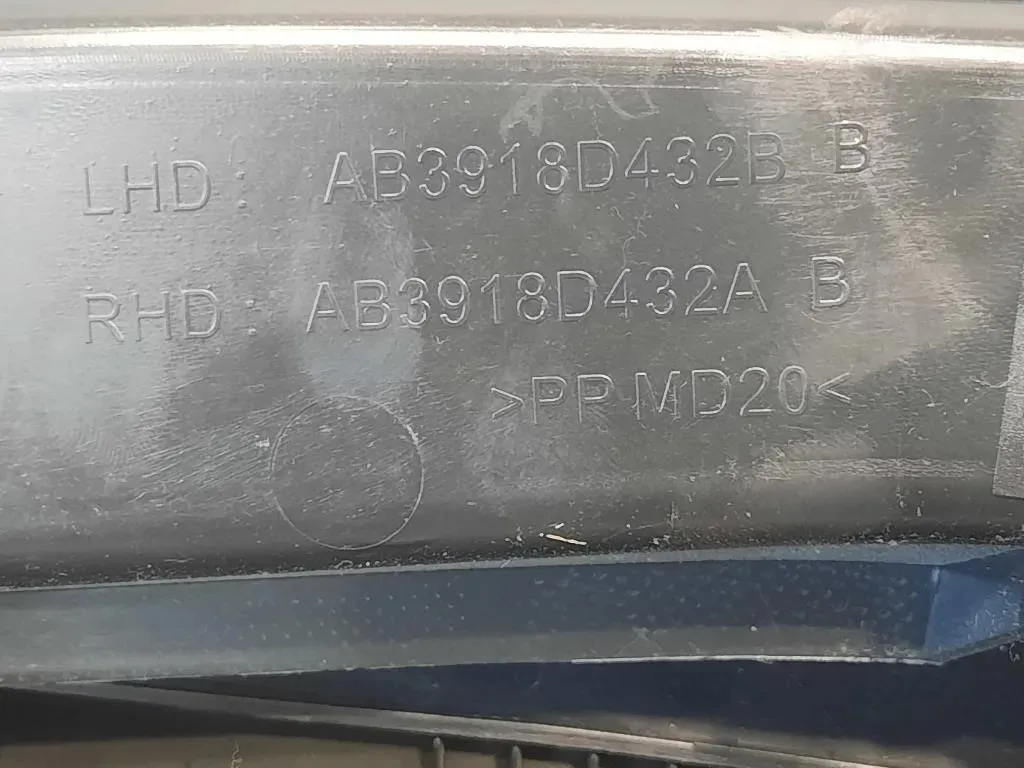 LHD: AB3918D432B B
RHD: AB3918D432A B
>PP MD20<